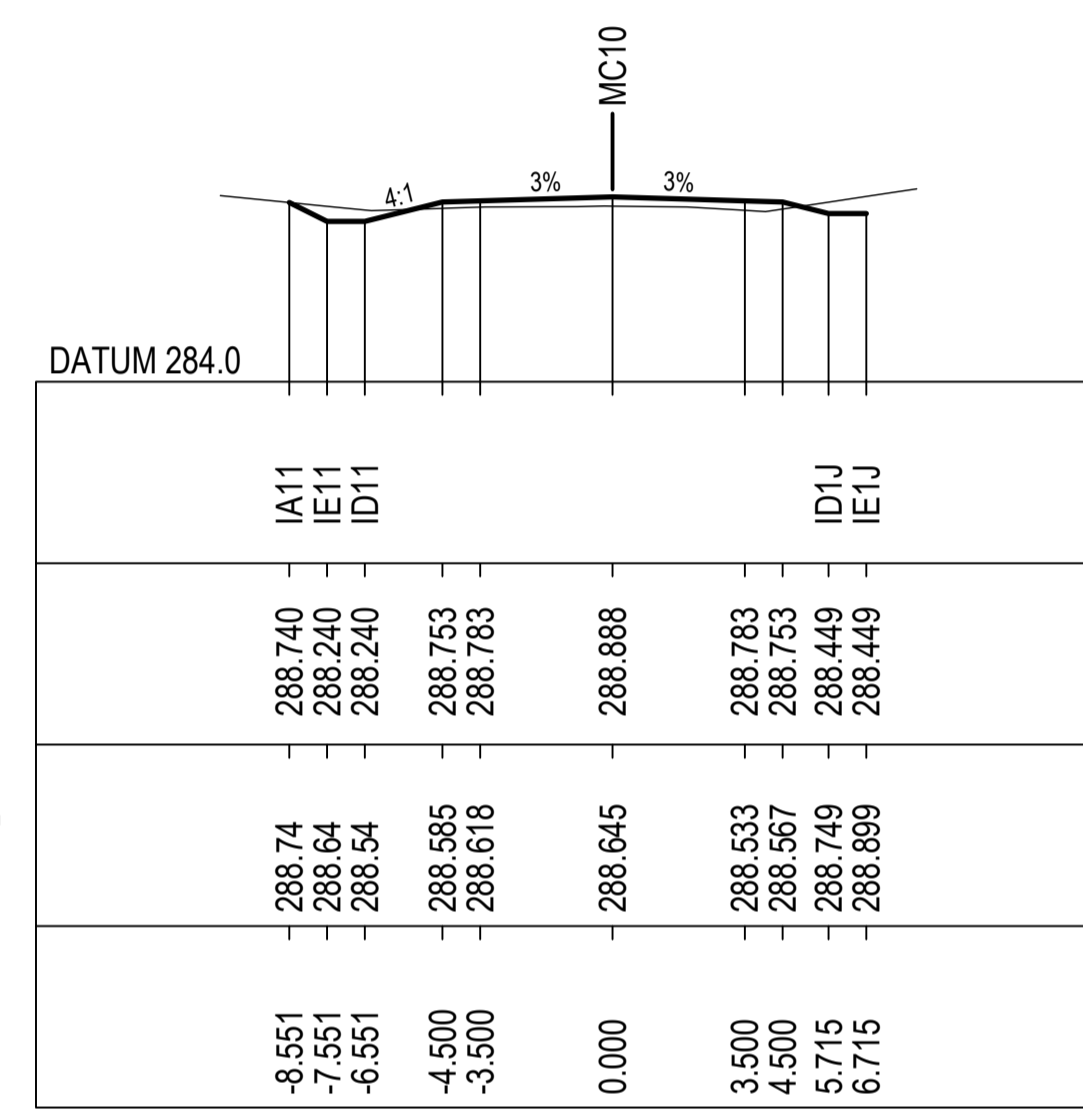 MC10
4:1
3%
3%
DATUM 284.0
IA11 IE11 ID11 ID1J IE1J
288.740 288.240 288.240 288.753 288.783 288.888 288.783 288.753 288.449 288.449
288.74 288.64 288.54 288.585 288.618 288.645 288.533 288.567 288.749 288.899
-8.551 -7.551 -6.551 -4.500 -3.500 0.000 3.500 4.500 5.715 6.715